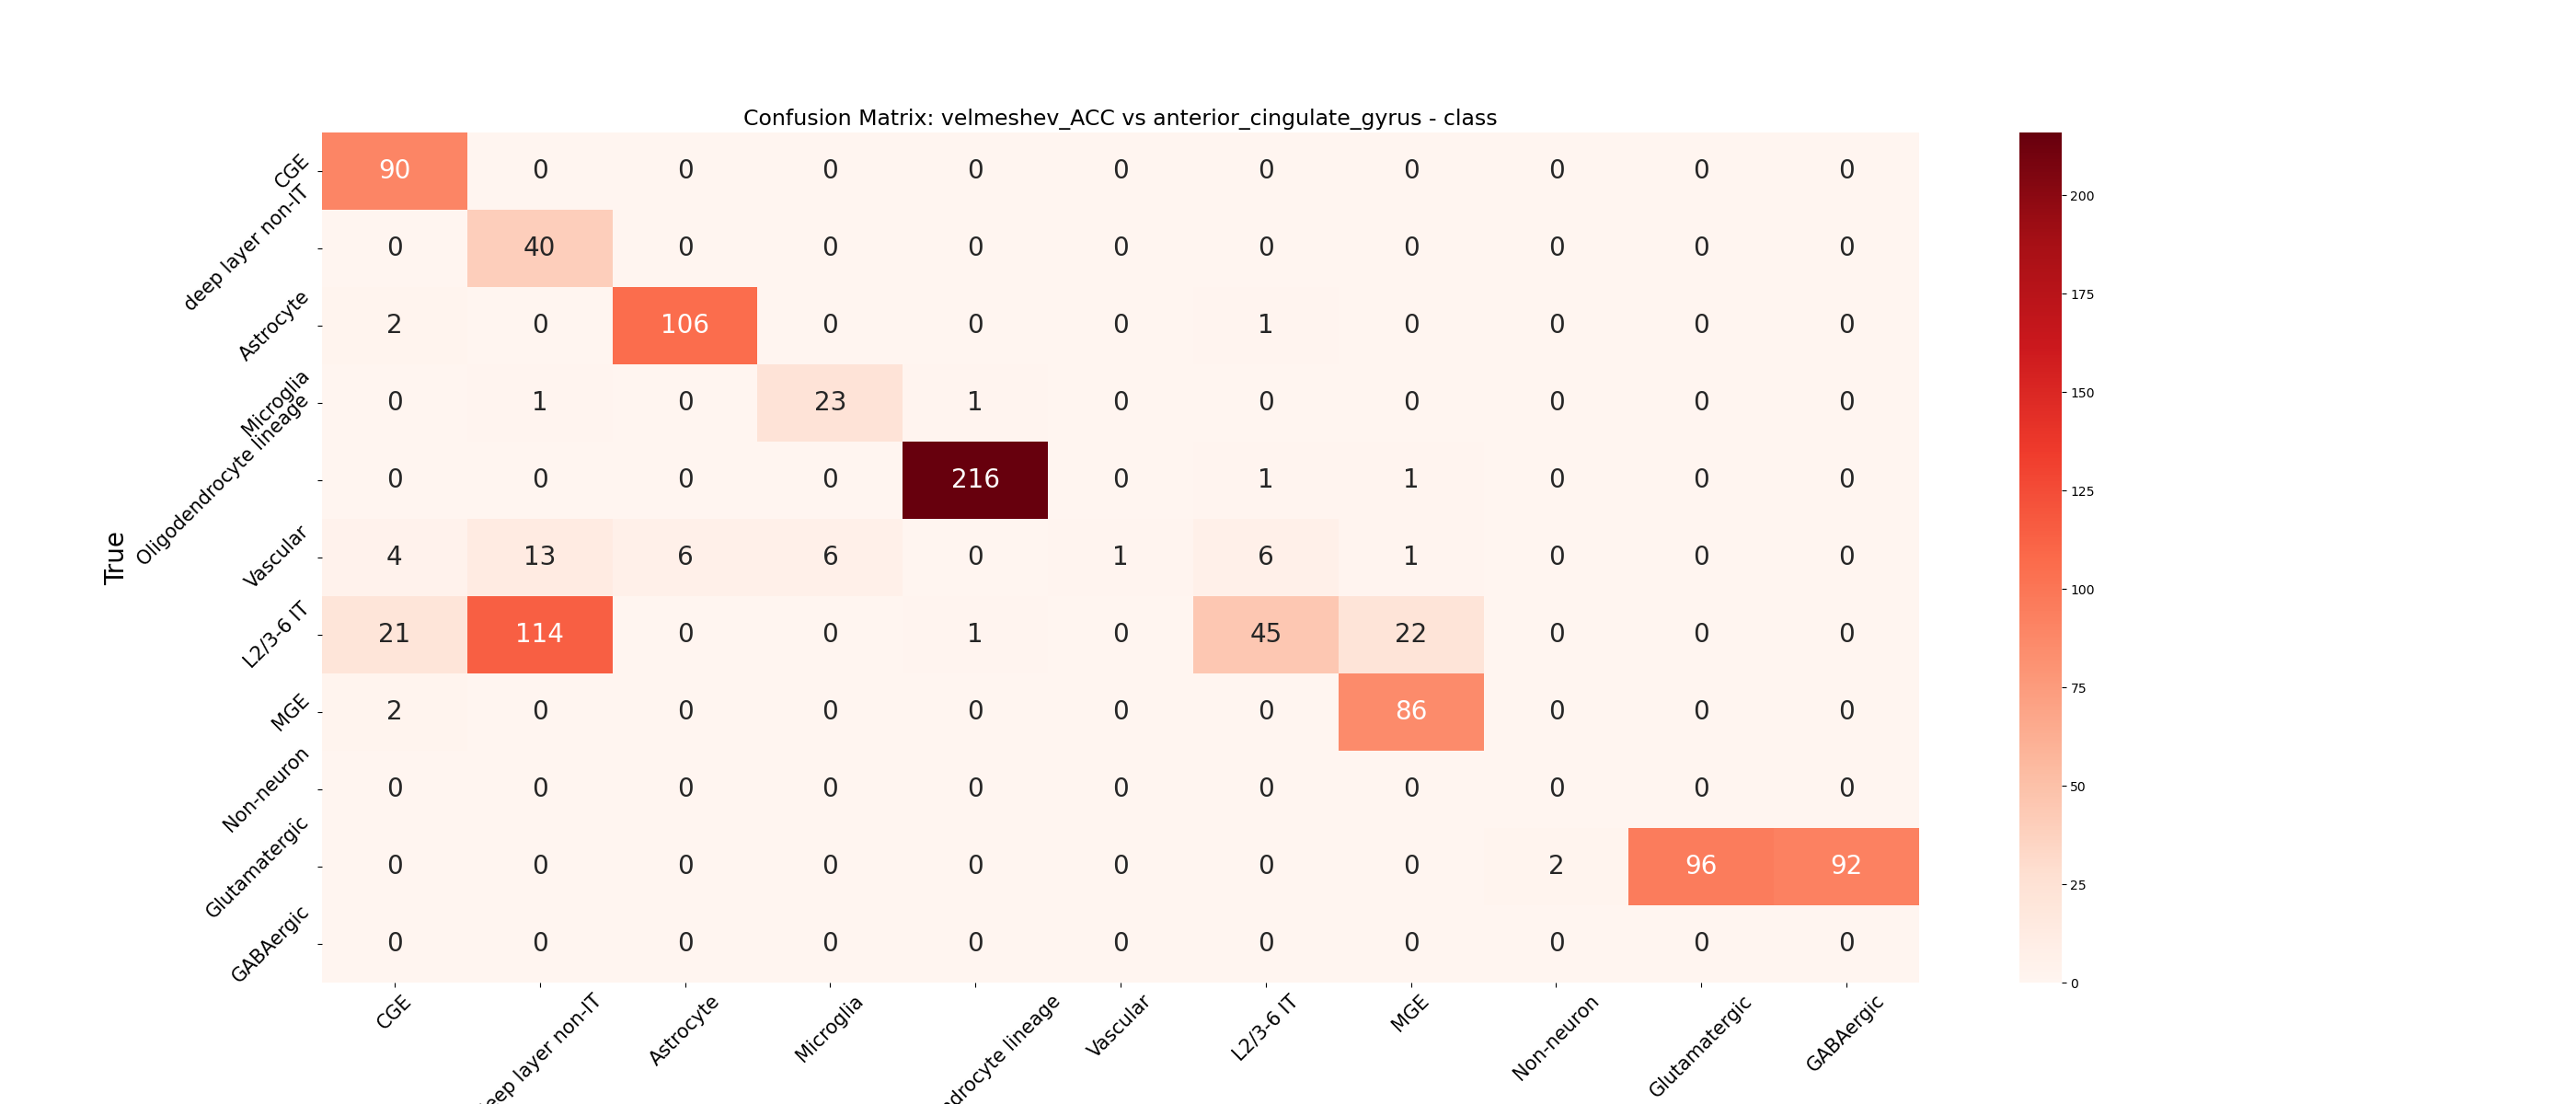 Confusion Matrix: velmeshev_ACC vs anterior_cingulate_gyrus - class
True
CGE 90 0 0 0 0 0 0 0 0 0 0
deep layer non-IT 0 40 0 0 0 0 0 0 0 0 0
Astrocyte 2 0 106 0 0 0 1 0 0 0 0
Microglia 0 1 0 23 1 0 0 0 0 0 0
Oligodendrocyte lineage 0 0 0 0 216 0 1 1 0 0 0
Vascular 4 13 6 6 0 1 6 1 0 0 0
L2/3-6 IT 21 114 0 0 1 0 45 22 0 0 0
MGE 2 0 0 0 0 0 0 86 0 0 0
Non-neuron 0 0 0 0 0 0 0 0 0 0 0
Glutamatergic 0 0 0 0 0 0 0 0 2 96 92
GABAergic 0 0 0 0 0 0 0 0 0 0 0
CGE eep layer non-IT Astrocyte Microglia ndrocyte lineage Vascular L2/3-6 IT MGE Non-neuron Glutamatergic GABAergic
200
175
150
125
100
75
50
25
0